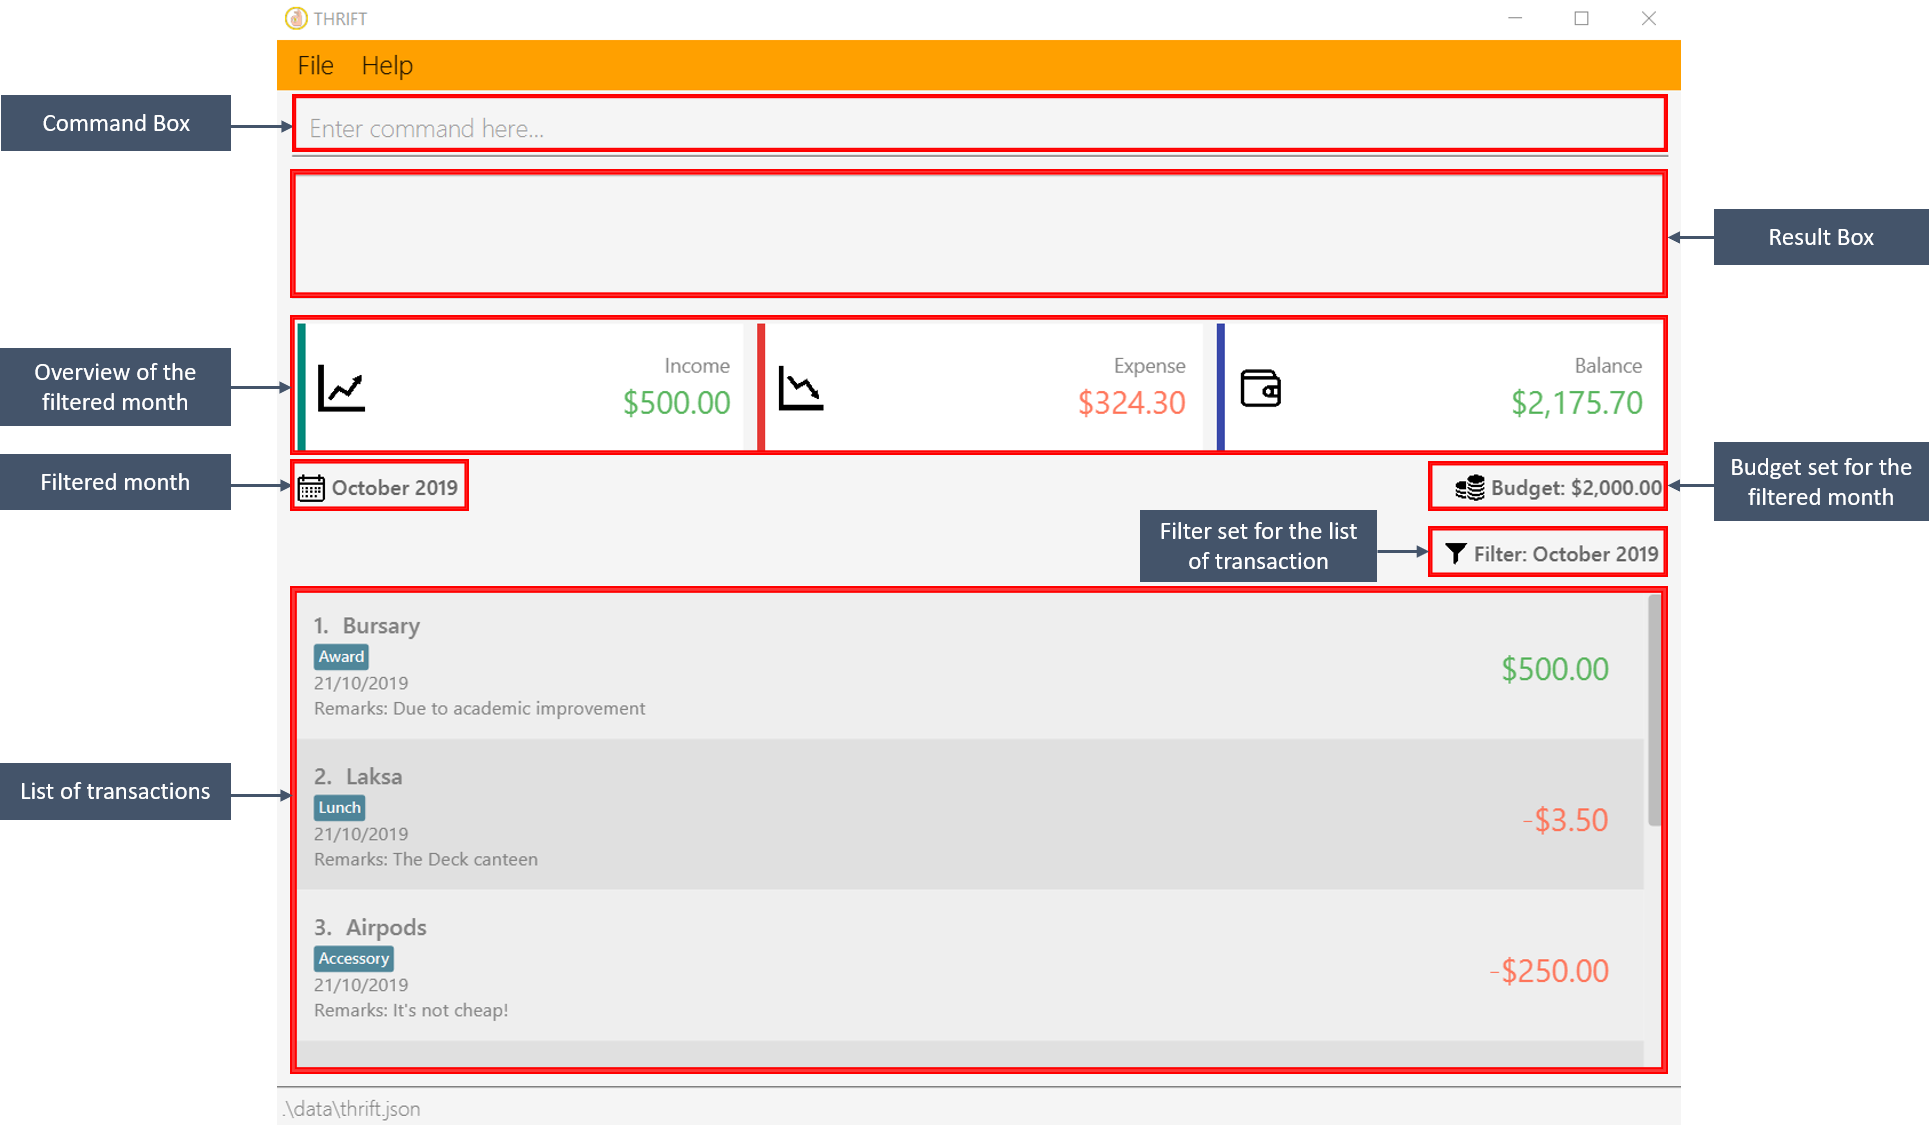 THRIFT
File Help
Command Box
Enter command here...
Result Box
Overview of the
filtered month
Income
$500.00
Expense
$324.30
Balance
$2,175.70
Filtered month
October 2019
Budget: $2,000.00
Budget set for the
filtered month
Filter set for the list
of transaction
Filter: October 2019
List of transactions
1. Bursary
Award
21/10/2019
Remarks: Due to academic improvement
$500.00
2. Laksa
Lunch
21/10/2019
Remarks: The Deck canteen
-$3.50
3. Airpods
Accessory
21/10/2019
Remarks: It's not cheap!
-$250.00
.\data\thrift.json